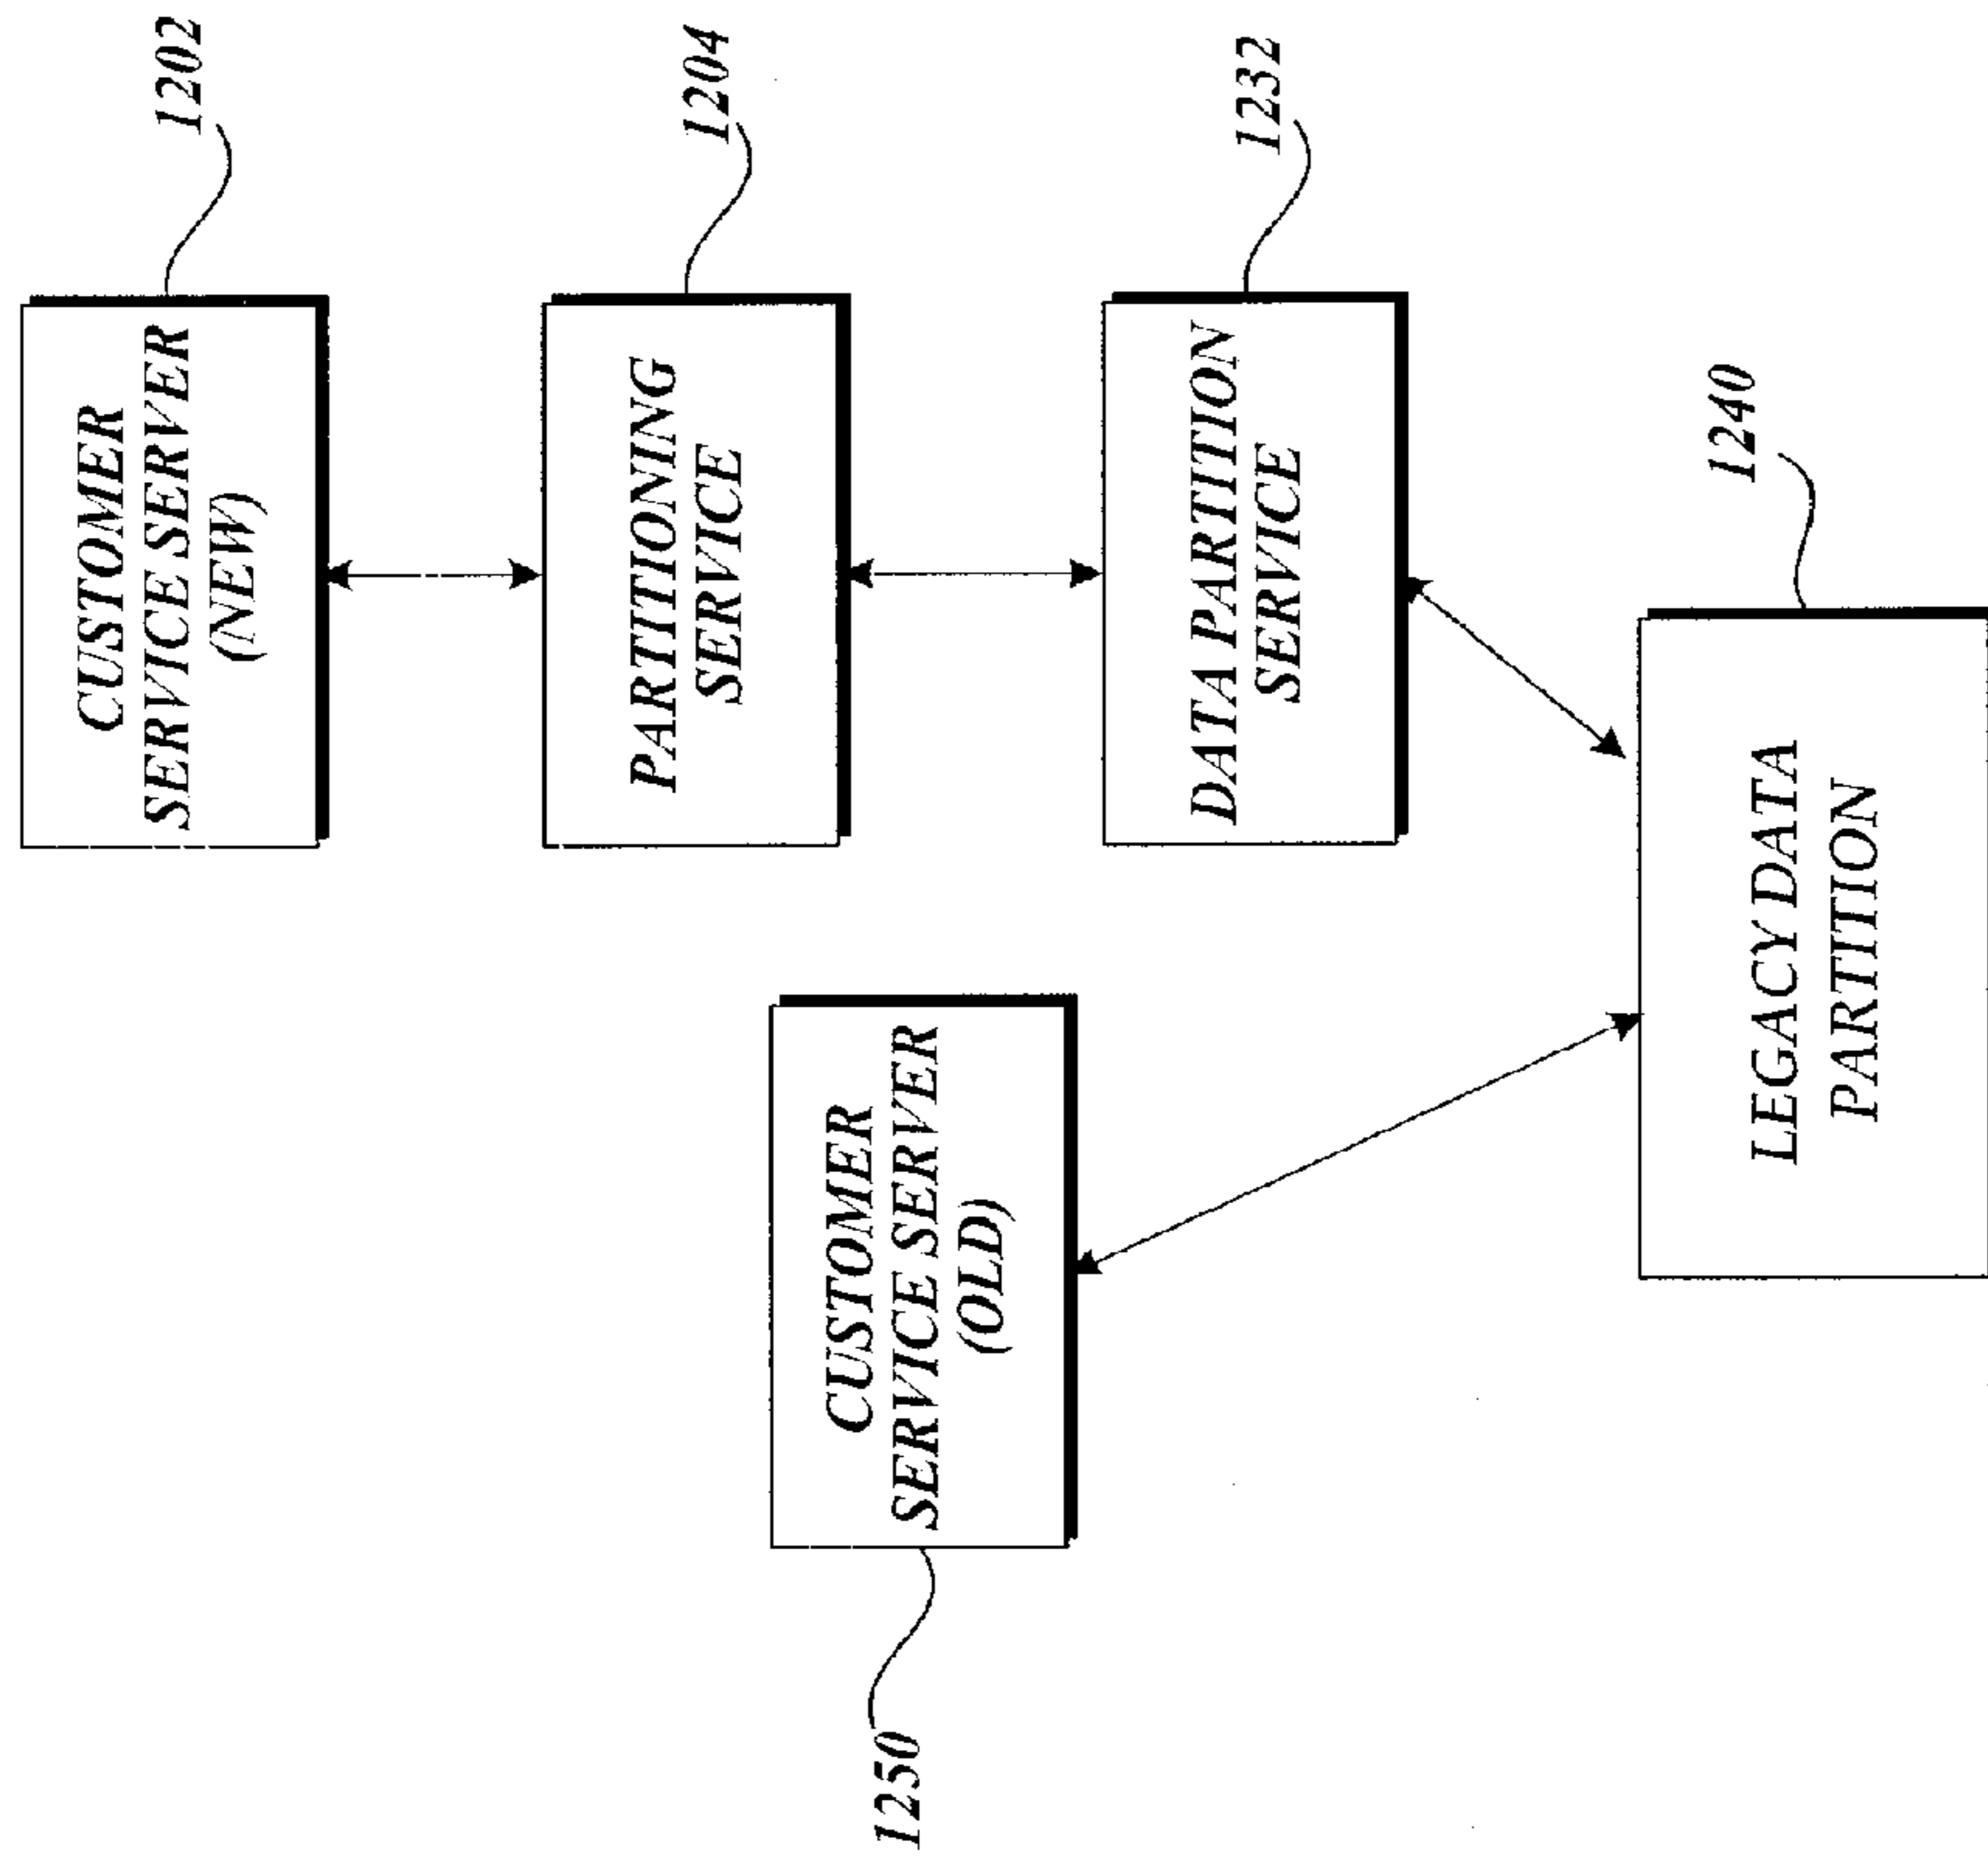 1202
CUSTOMER
SERVICE SERVER
(NEW)
1204
PARTITIONING
SERVICE
1232
DATA PARTITION
SERVICE
1250
CUSTOMER
SERVICE SERVER
(OLD)
1240
LEGACY DATA
PARTITION